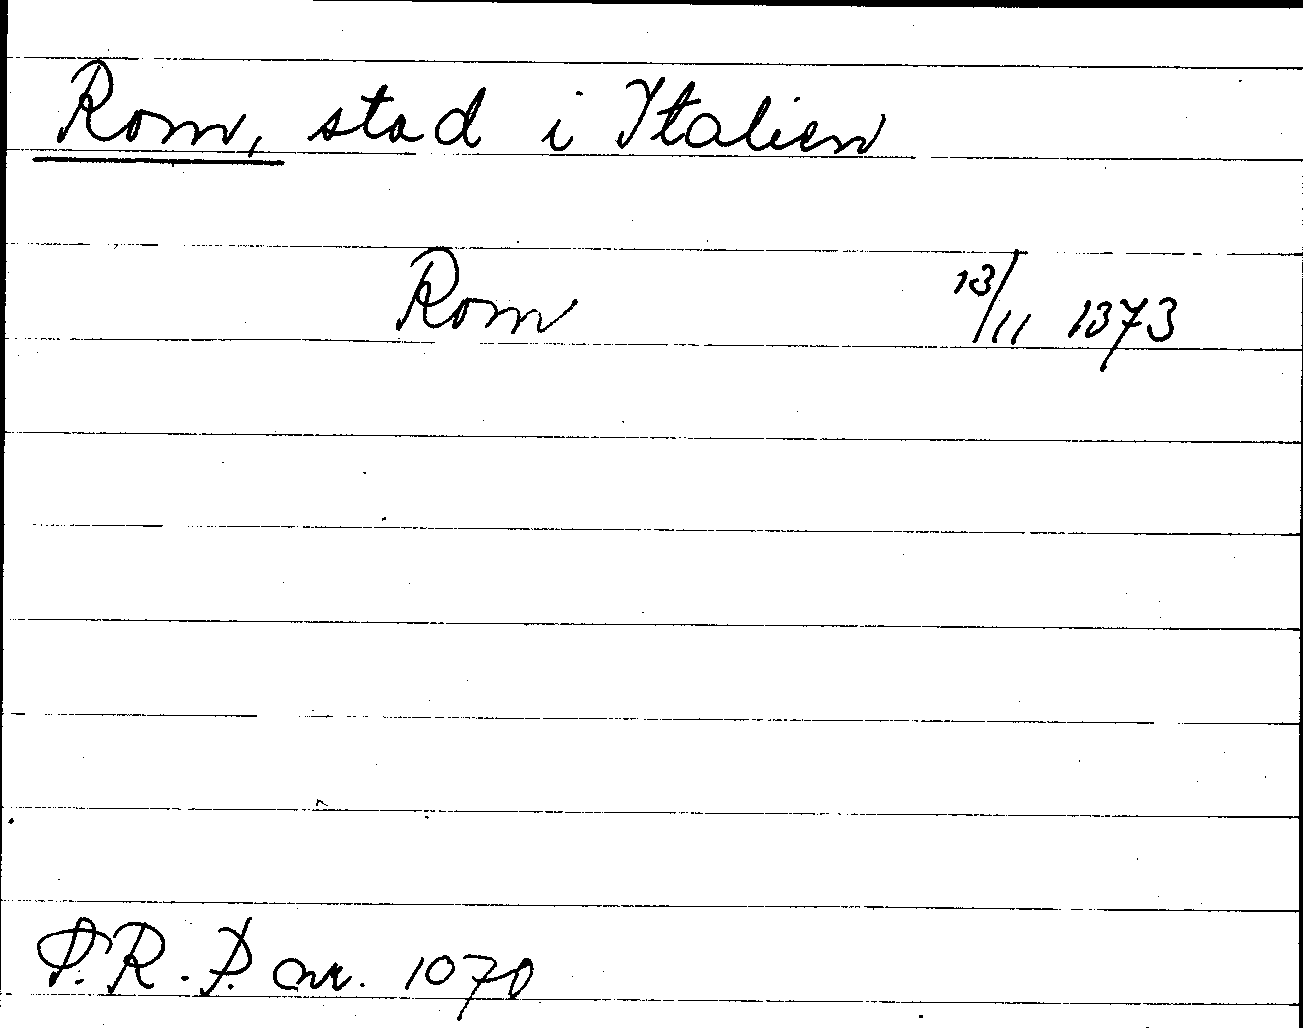 Rom, stad i Italien
Rom 13/11 1373
S.R.P. nr. 1070